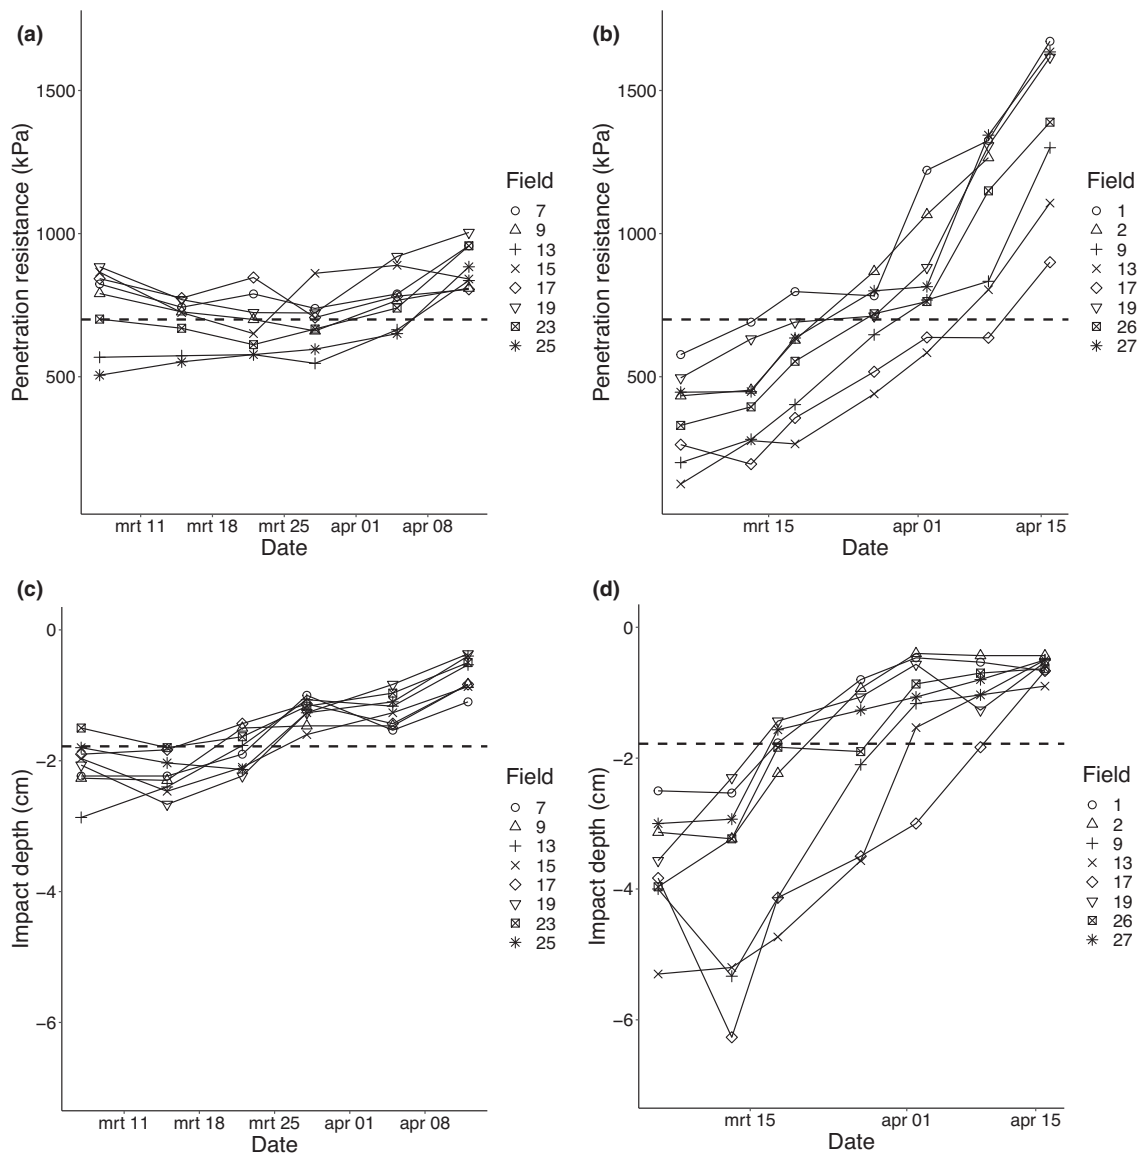 (a)
Penetration resistance (kPa)
1500
1000
500
mrt 11 mrt 18 mrt 25 apr 01 apr 08
Date
Field
7
9
13
15
17
19
23
25
(b)
Penetration resistance (kPa)
1500
1000
500
mrt 15 apr 01 apr 15
Date
Field
1
2
9
13
17
19
26
27
(c)
Impact depth (cm)
0
−2
−4
−6
mrt 11 mrt 18 mrt 25 apr 01 apr 08
Date
Field
7
9
13
15
17
19
23
25
(d)
Impact depth (cm)
0
−2
−4
−6
mrt 15 apr 01 apr 15
Date
Field
1
2
9
13
17
19
26
27